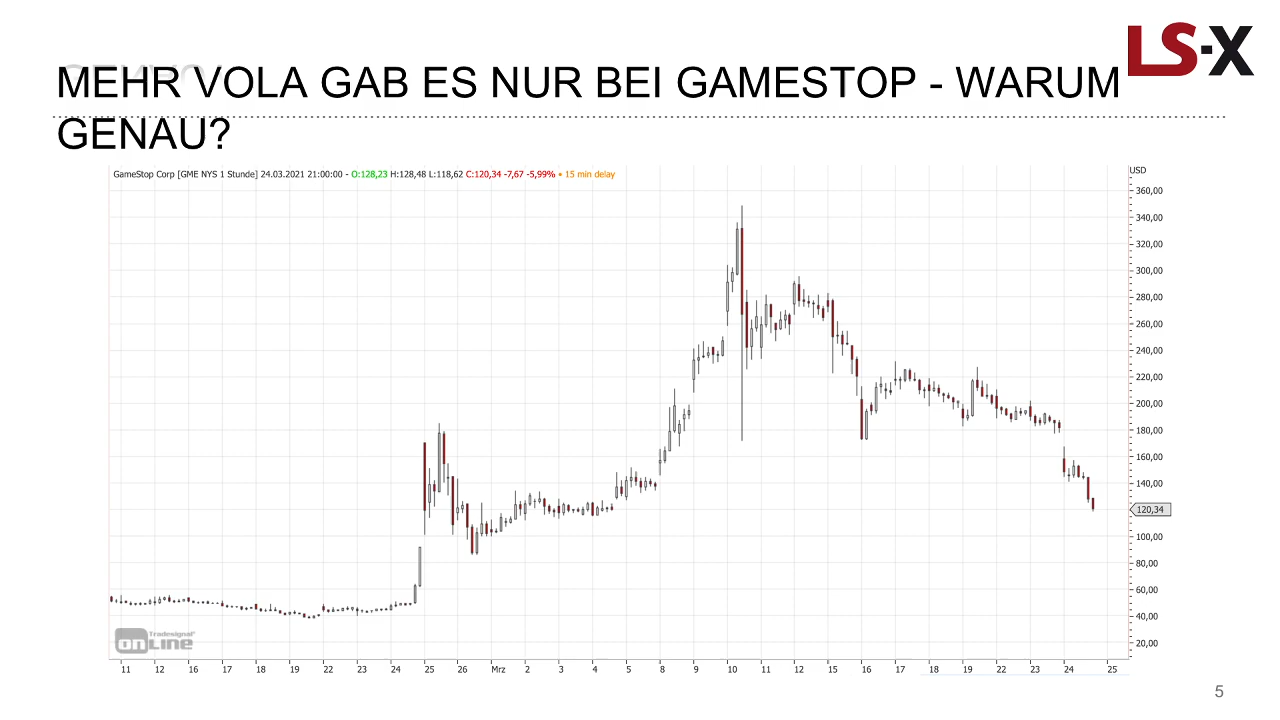 LS-X
MEHR VOLA GAB ES NUR BEI GAMESTOP - WARUM
GENAU?
GameStop Corp [GME NYS 1 Stunde] 24.03.2021 21:00:00 - O:128,23 H:128,48 L:118,62 C:120,34 -7,67 -5,99% • 15 min delay
USD
360,00
340,00
320,00
300,00
280,00
260,00
240,00
220,00
200,00
180,00
160,00
140,00
120,34
100,00
80,00
60,00
40,00
20,00
Tradesignal®
onLine
11 12 16 17 18 19 22 23 24 25 26 Mrz 2 3 4 5 8 9 10 11 12 15 16 17 18 19 22 23 24 25
5